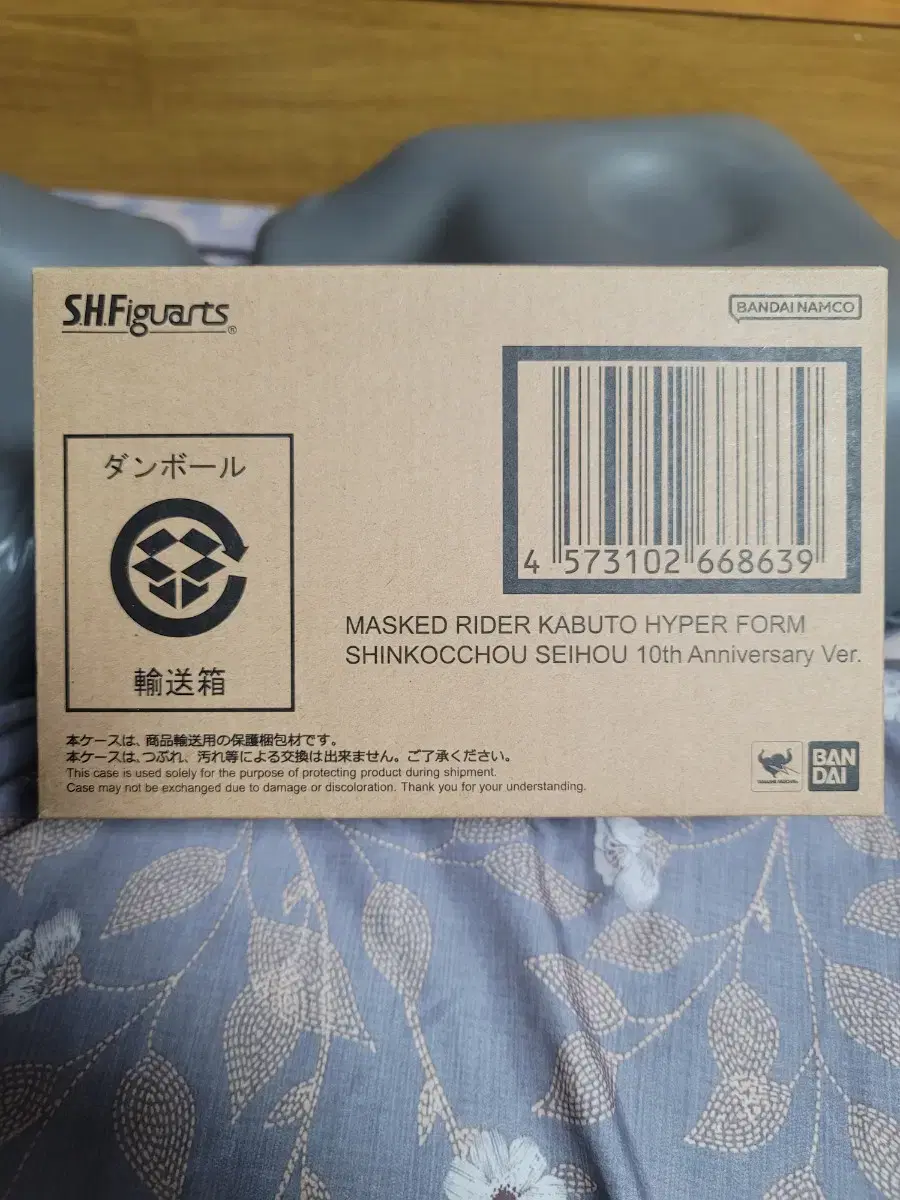 S.H.Figuarts®
BANDAI NAMCO
ダンボール
輸送箱
4 573102 668639
MASKED RIDER KABUTO HYPER FORM
SHINKOCCHOU SEIHOU 10th Anniversary Ver.
本ケースは、商品輸送用の保護梱包材です。
本ケースは、つぶれ、汚れ等による交換は出来ません。ご了承ください。
This case is used solely for the purpose of protecting product during shipment.
Case may not be exchanged due to damage or discoloration. Thank you for your understanding.
BAN
DAI